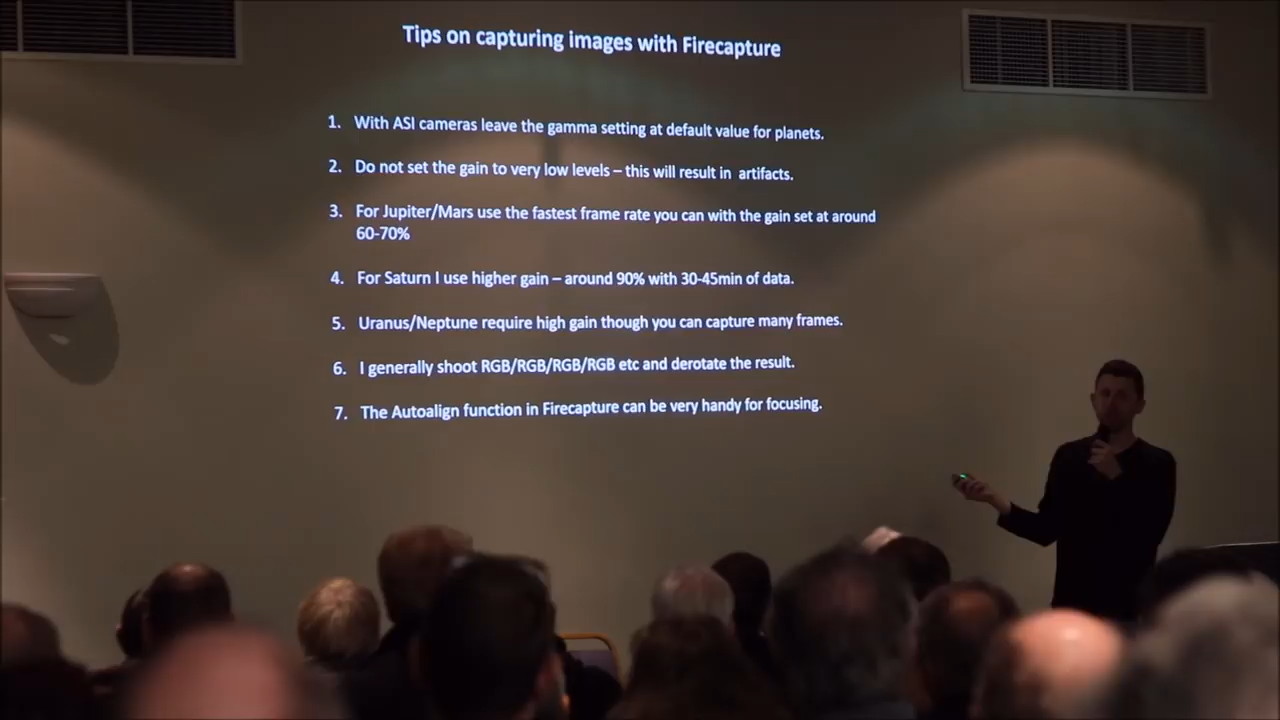 Tips on capturing images with Firecapture
1. With ASI cameras leave the gamma setting at default value for planets.
2. Do not set the gain to very low levels – this will result in artifacts.
3. For Jupiter/Mars use the fastest frame rate you can with the gain set at around
60-70%
4. For Saturn I use higher gain – around 90% with 30-45min of data.
5. Uranus/Neptune require high gain though you can capture many frames.
6. I generally shoot RGB/RGB/RGB/RGB etc and derotate the result.
7. The Autoalign function in Firecapture can be very handy for focusing.